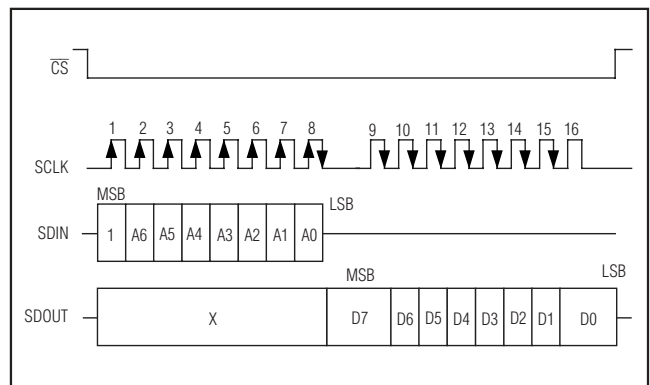 C̅S̅
1 2 3 4 5 6 7 8 9 10 11 12 13 14 15 16
SCLK
MSB LSB
SDIN 1 A6 A5 A4 A3 A2 A1 A0
MSB LSB
SDOUT X D7 D6 D5 D4 D3 D2 D1 D0